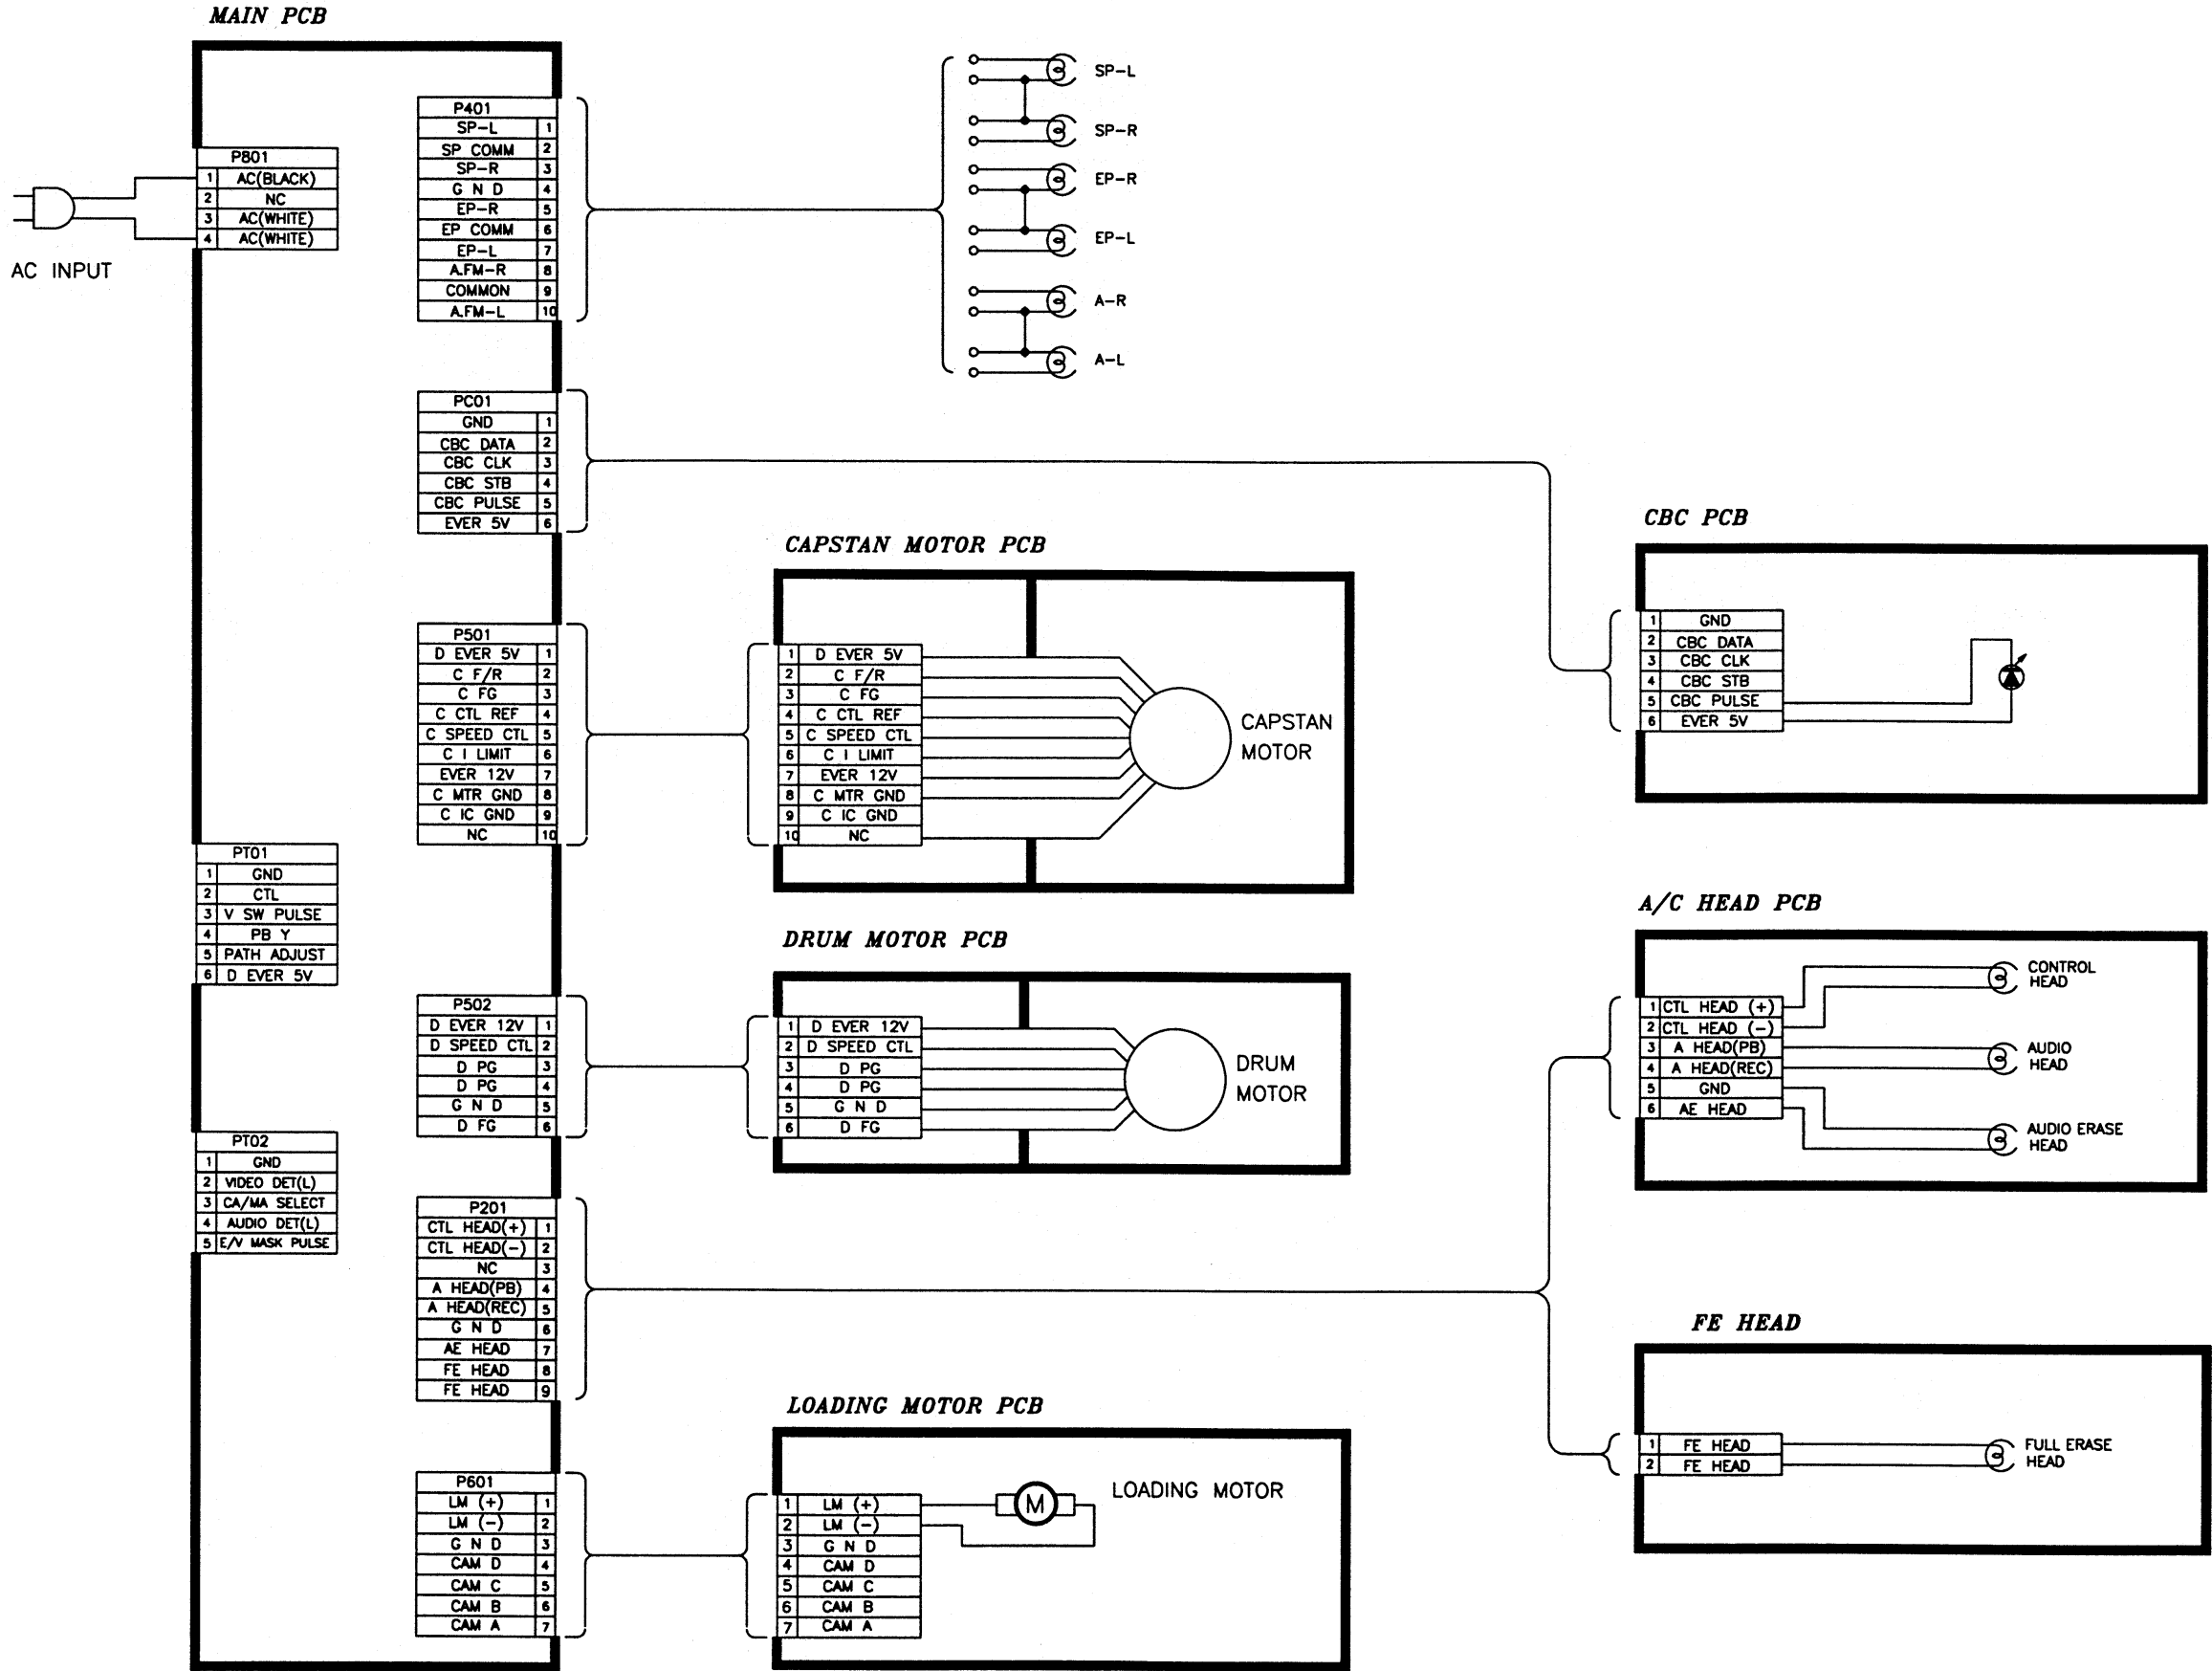 MAIN PCB
P801
1 AC(BLACK)
2 NC
3 AC(WHITE)
4 AC(WHITE)
AC INPUT
P401
SP-L 1
SP COMM 2
SP-R 3
G N D 4
EP-R 5
EP COMM 6
EP-L 7
A.FM-R 8
COMMON 9
A.FM-L 10
SP-L
SP-R
EP-R
EP-L
A-R
A-L
PC01
GND 1
CBC DATA 2
CBC CLK 3
CBC STB 4
CBC PULSE 5
EVER 5V 6
CBC PCB
1 GND
2 CBC DATA
3 CBC CLK
4 CBC STB
5 CBC PULSE
6 EVER 5V
P501
D EVER 5V 1
C F/R 2
C FG 3
C CTL REF 4
C SPEED CTL 5
C I LIMIT 6
EVER 12V 7
C MTR GND 8
C IC GND 9
NC 10
CAPSTAN MOTOR PCB
1 D EVER 5V
2 C F/R
3 C FG
4 C CTL REF
5 C SPEED CTL
6 C I LIMIT
7 EVER 12V
8 C MTR GND
9 C IC GND
10 NC
CAPSTAN
MOTOR
PT01
1 GND
2 CTL
3 V SW PULSE
4 PB Y
5 PATH ADJUST
6 D EVER 5V
P502
D EVER 12V 1
D SPEED CTL 2
D PG 3
D PG 4
G N D 5
D FG 6
DRUM MOTOR PCB
1 D EVER 12V
2 D SPEED CTL
3 D PG
4 D PG
5 G N D
6 D FG
DRUM
MOTOR
A/C HEAD PCB
1 CTL HEAD (+)
2 CTL HEAD (-)
3 A HEAD(PB)
4 A HEAD(REC)
5 GND
6 AE HEAD
CONTROL
HEAD
AUDIO
HEAD
AUDIO ERASE
HEAD
PT02
1 GND
2 VIDEO DET(L)
3 CA/MA SELECT
4 AUDIO DET(L)
5 E/V MASK PULSE
P201
CTL HEAD(+) 1
CTL HEAD(-) 2
NC 3
A HEAD(PB) 4
A HEAD(REC) 5
G N D 6
AE HEAD 7
FE HEAD 8
FE HEAD 9
FE HEAD
1 FE HEAD
2 FE HEAD
FULL ERASE
HEAD
P601
LM (+) 1
LM (-) 2
G N D 3
CAM D 4
CAM C 5
CAM B 6
CAM A 7
LOADING MOTOR PCB
1 LM (+)
2 LM (-)
3 G N D
4 CAM D
5 CAM C
6 CAM B
7 CAM A
M
LOADING MOTOR